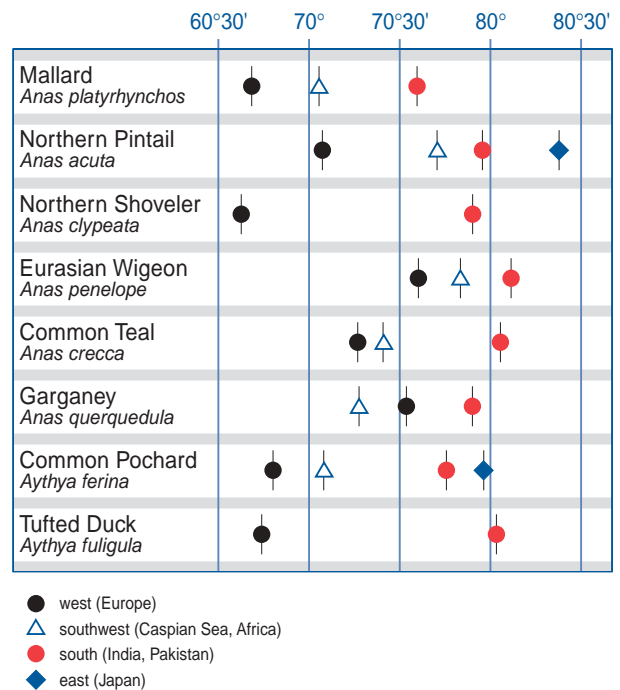 60°30' 70° 70°30' 80° 80°30'
Mallard
Anas platyrhynchos
Northern Pintail
Anas acuta
Northern Shoveler
Anas clypeata
Eurasian Wigeon
Anas penelope
Common Teal
Anas crecca
Garganey
Anas querquedula
Common Pochard
Aythya ferina
Tufted Duck
Aythya fuligula
west (Europe)
southwest (Caspian Sea, Africa)
south (India, Pakistan)
east (Japan)